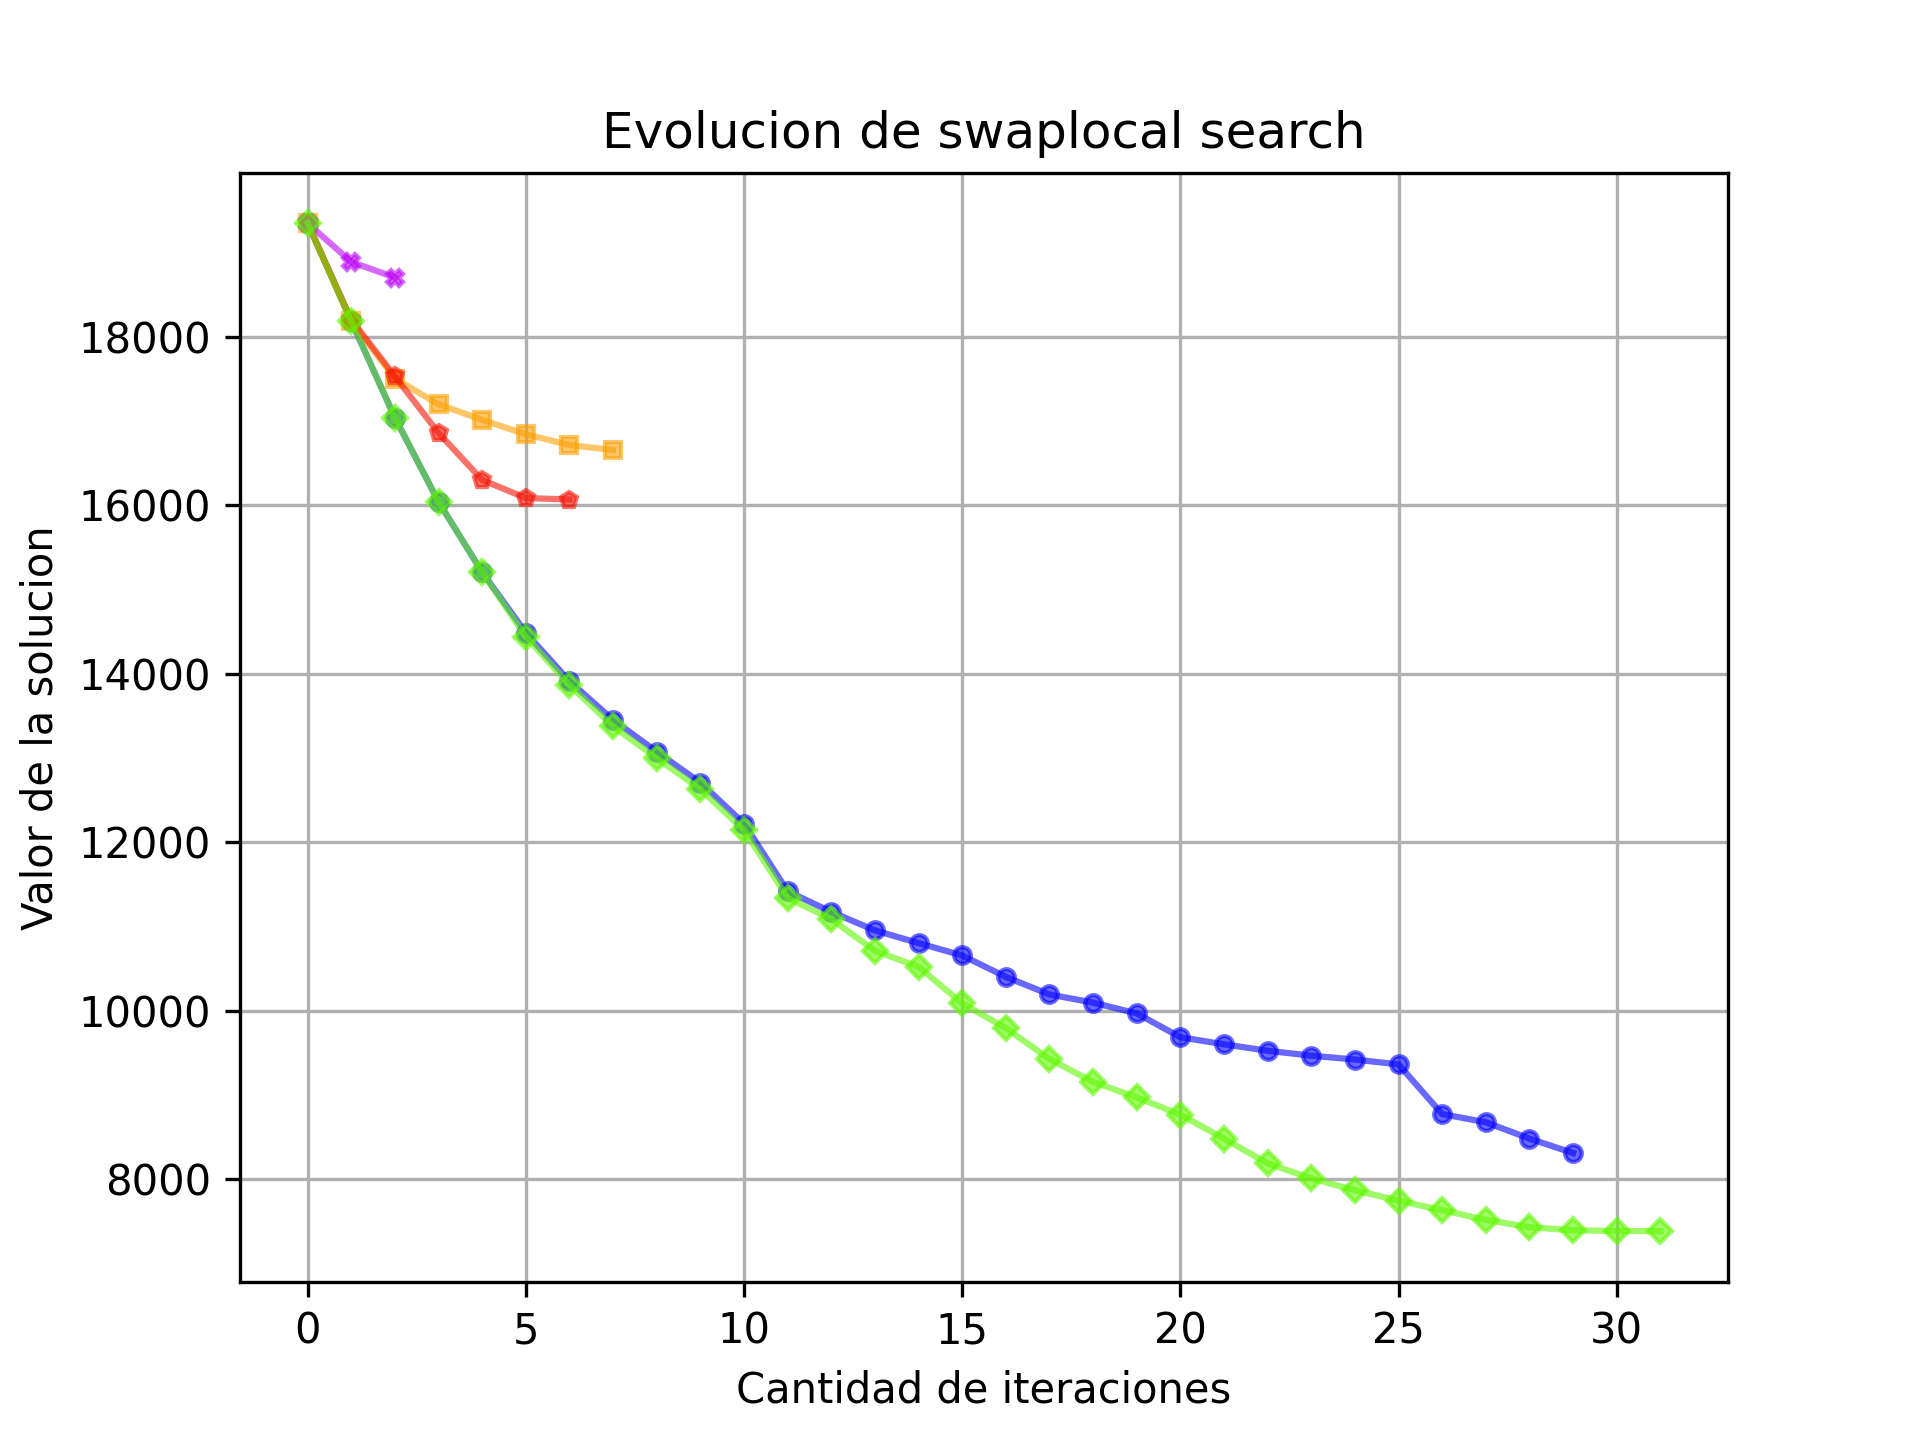 Evolucion de swaplocal search
Valor de la solucion
18000
16000
14000
12000
10000
8000
0 5 10 15 20 25 30
Cantidad de iteraciones